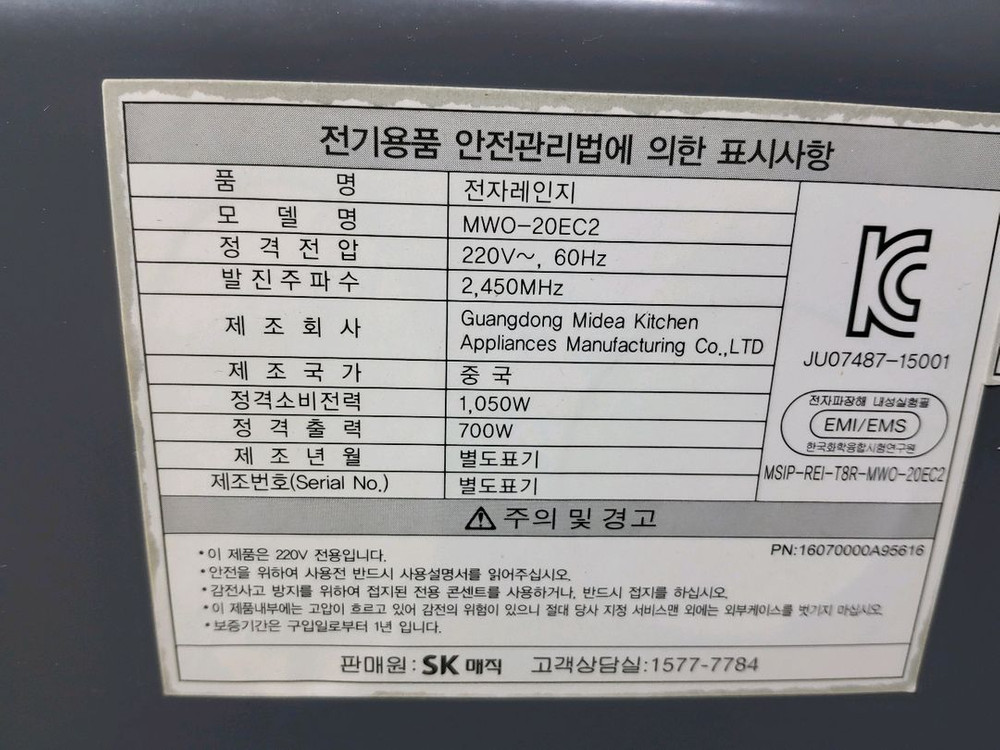 전기용품 안전관리법에 의한 표시사항
품 명 전자레인지
모 델 명 MWO-20EC2
정 격 전 압 220V~, 60Hz
발 진 주 파 수 2,450MHz
제 조 회 사 Guangdong Midea Kitchen
Appliances Manufacturing Co.,LTD
제 조 국 가 중 국
정격소비전력 1,050W
정 격 출 력 700W
제 조 년 월 별도표기
제조번호(Serial No.) 별도표기
JU07487-15001
전자파장해 내성실험필
EMI/EMS
한국화학융합시험연구원
MSIP-REI-T8R-MWO-20EC2
주의 및 경고
PN:16070000A95616
•이 제품은 220V 전용입니다.
•안전을 위하여 사용전 반드시 사용설명서를 읽어주십시오.
•감전사고 방지를 위하여 접지된 전용 콘센트를 사용하거나, 반드시 접지를 하십시오.
•이 제품내부에는 고압이 흐르고 있어 감전의 위험이 있으니 절대 당사 지정 서비스맨 외에는 외부케이스를 벗기지 마십시오.
•보증기간은 구입일로부터 1년 입니다.
판매원 : SK 매직 고객상담실:1577-7784